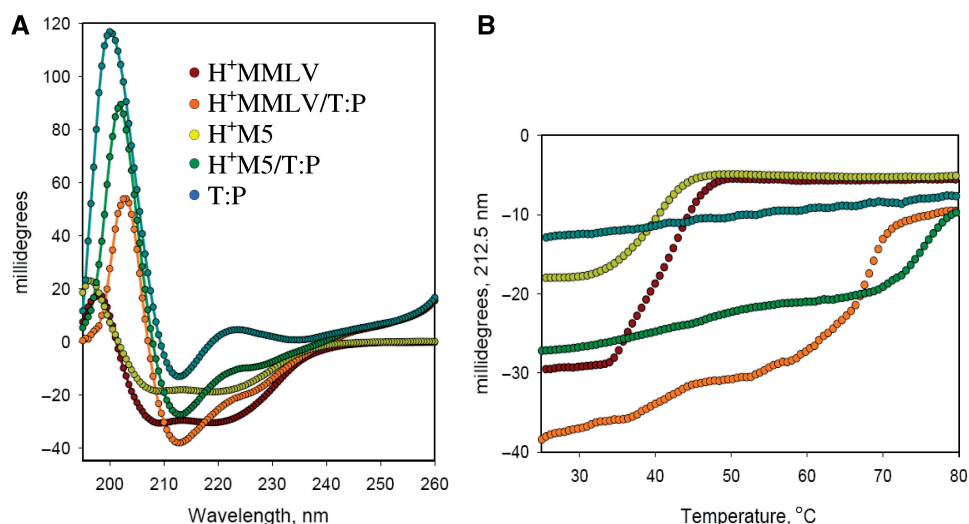 A
120
100
80
60
40
20
0
−20
−40
millidegrees
200 210 220 230 240 250 260
Wavelength, nm
H⁺MMLV
H⁺MMLV/T:P
H⁺M5
H⁺M5/T:P
T:P
B
0
−10
−20
−30
−40
millidegrees, 212.5 nm
30 40 50 60 70 80
Temperature, °C